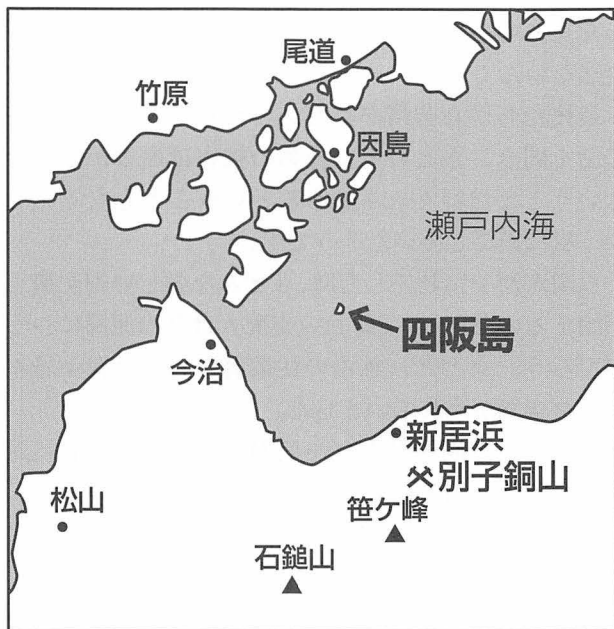 尾道
竹原
因島
瀬戸内海
四阪島
今治
新居浜
別子銅山
松山
笹ケ峰
石鎚山